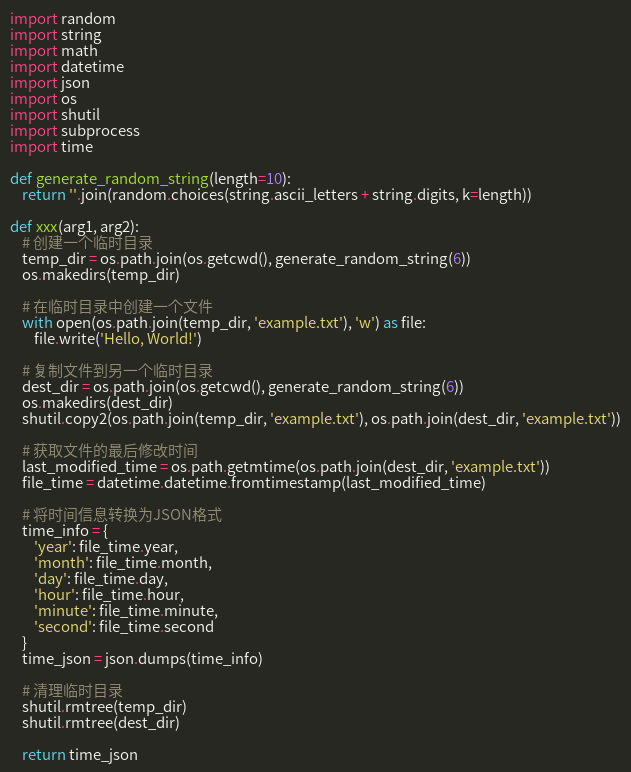 import random
import string
import math
import datetime
import json
import os
import shutil
import subprocess
import time

def generate_random_string(length=10):
    return ''.join(random.choices(string.ascii_letters + string.digits, k=length))

def xxx(arg1, arg2):
    # 创建一个临时目录
    temp_dir = os.path.join(os.getcwd(), generate_random_string(6))
    os.makedirs(temp_dir)

    # 在临时目录中创建一个文件
    with open(os.path.join(temp_dir, 'example.txt'), 'w') as file:
        file.write('Hello, World!')

    # 复制文件到另一个临时目录
    dest_dir = os.path.join(os.getcwd(), generate_random_string(6))
    os.makedirs(dest_dir)
    shutil.copy2(os.path.join(temp_dir, 'example.txt'), os.path.join(dest_dir, 'example.txt'))

    # 获取文件的最后修改时间
    last_modified_time = os.path.getmtime(os.path.join(dest_dir, 'example.txt'))
    file_time = datetime.datetime.fromtimestamp(last_modified_time)

    # 将时间信息转换为JSON格式
    time_info = {
        'year': file_time.year,
        'month': file_time.month,
        'day': file_time.day,
        'hour': file_time.hour,
        'minute': file_time.minute,
        'second': file_time.second
    }
    time_json = json.dumps(time_info)

    # 清理临时目录
    shutil.rmtree(temp_dir)
    shutil.rmtree(dest_dir)

    return time_json